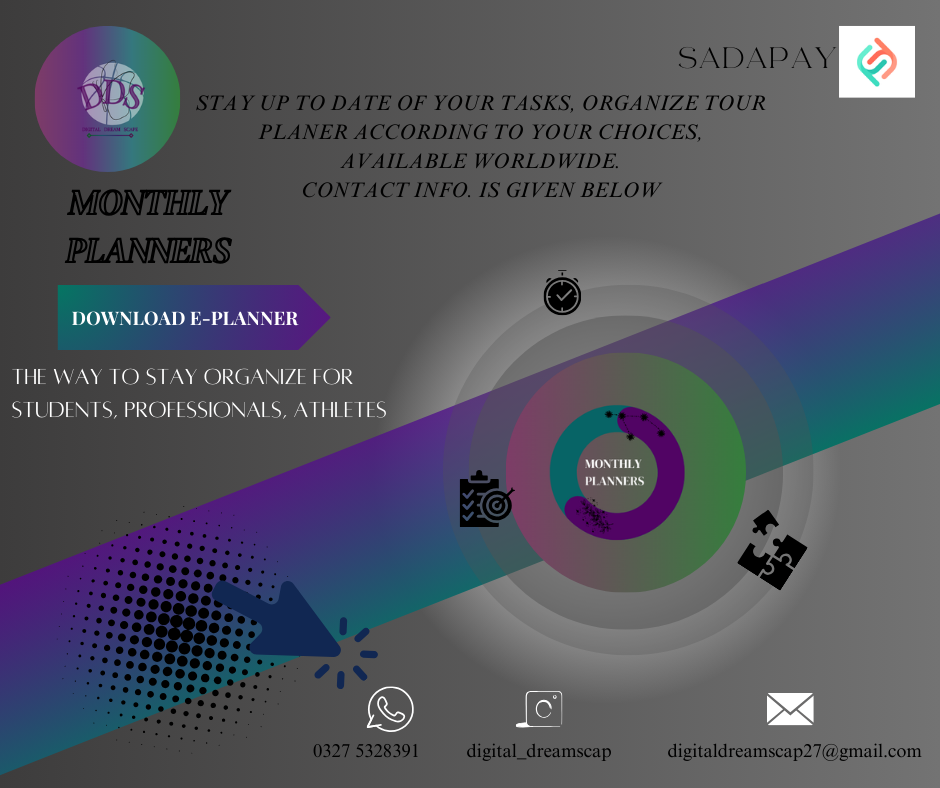 DDS
DIGITAL DREAM SCAPE
SADAPAY
STAY UP TO DATE OF YOUR TASKS, ORGANIZE TOUR
PLANER ACCORDING TO YOUR CHOICES,
AVAILABLE WORLDWIDE.
CONTACT INFO. IS GIVEN BELOW
MONTHLY
PLANNERS
DOWNLOAD E-PLANNER
THE WAY TO STAY ORGANIZE FOR
STUDENTS, PROFESSIONALS, ATHLETES
MONTHLY
PLANNERS
0327 5328391
digital_dreamscap
digitaldreamscap27@gmail.com